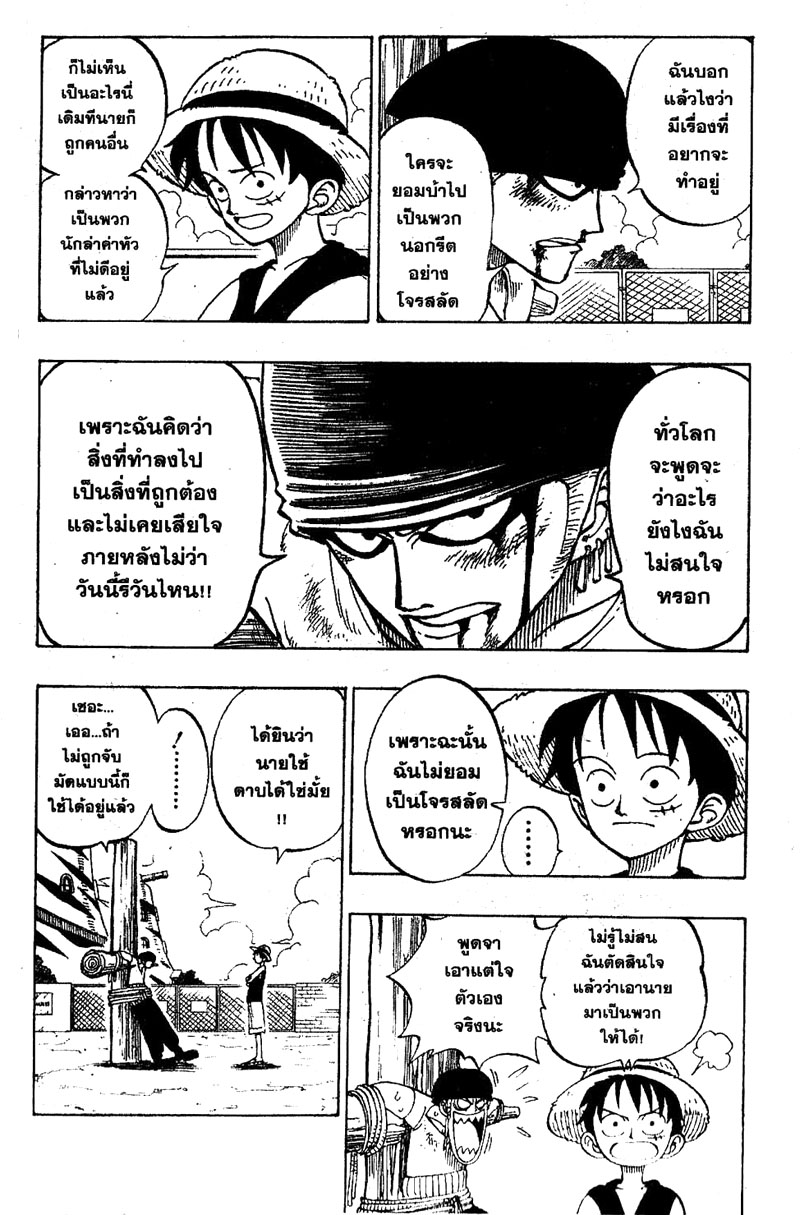 ฉันบอก
แล้วไงว่า
มีเรื่องที่
อยากจะ
ทำอยู่
ใครจะ
ยอมบ้าไป
เป็นพวก
นอกรีต
อย่าง
โจรสลัด
ก็ไม่เห็น
เป็นอะไรนี่
เดิมทีนายก็
ถูกคนอื่น
กล่าวหาว่า
เป็นพวก
นักล่าค่าหัว
ที่ไม่ดีอยู่
แล้ว
ทั่วโลก
จะพูดจะ
ว่าอะไร
ยังไงฉัน
ไม่สนใจ
หรอก
เพราะฉันคิดว่า
สิ่งที่ทำลงไป
เป็นสิ่งที่ถูกต้อง
และไม่เคยเสียใจ
ภายหลังไม่ว่า
วันนี้รึวันไหน!!
เพราะฉะนั้น
ฉันไม่ยอม
เป็นโจรสลัด
หรอกนะ
ไม่รู้ไม่สน
ฉันตัดสินใจ
แล้วว่าเอานาย
มาเป็นพวก
ให้ได้!
พูดจา
เอาแต่ใจ
ตัวเอง
จริงนะ
ได้ยินว่า
นายใช้
ดาบได้ใช่มั้ย
!!
เชอะ...
เออ...ถ้า
ไม่ถูกจับ
มัดแบบนี้ก็
ใช้ได้อยู่แล้ว